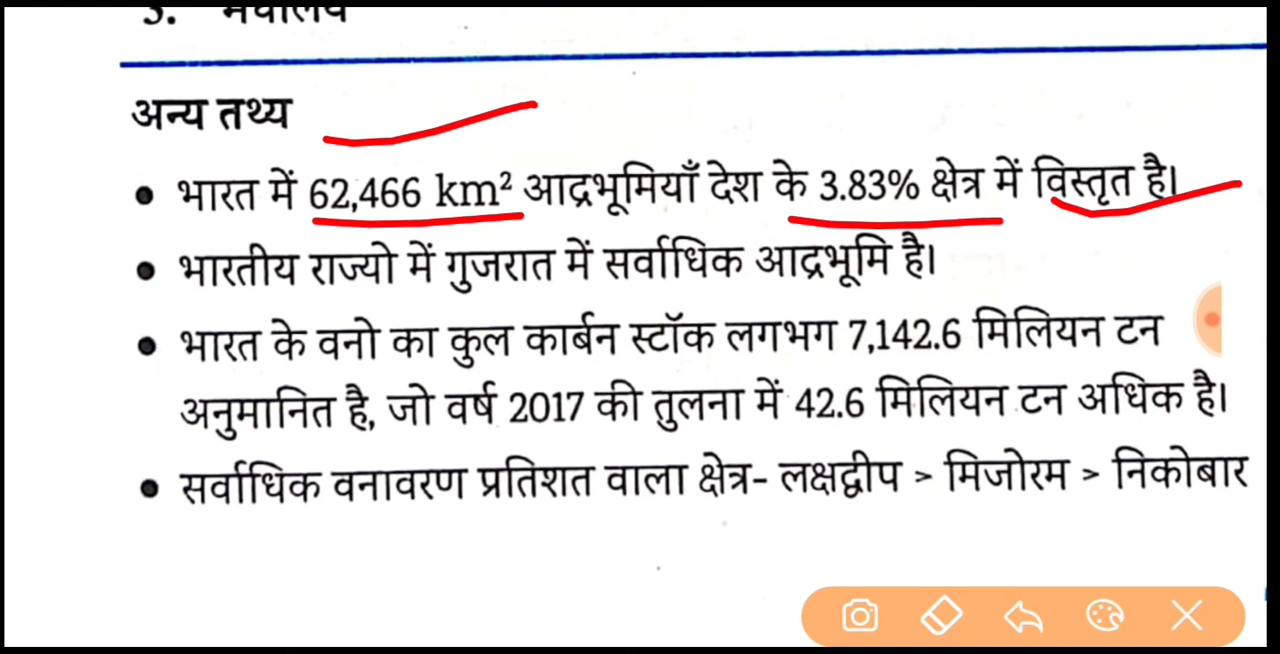 3.
अन्य तथ्य
• भारत में 62,466 km² आद्रभूमियाँ देश के 3.83% क्षेत्र में विस्तृत है।
• भारतीय राज्यो में गुजरात में सर्वाधिक आद्रभूमि है।
• भारत के वनो का कुल कार्बन स्टॉक लगभग 7,142.6 मिलियन टन
अनुमानित है, जो वर्ष 2017 की तुलना में 42.6 मिलियन टन अधिक है।
• सर्वाधिक वनावरण प्रतिशत वाला क्षेत्र- लक्षद्वीप > मिजोरम > निकोबार